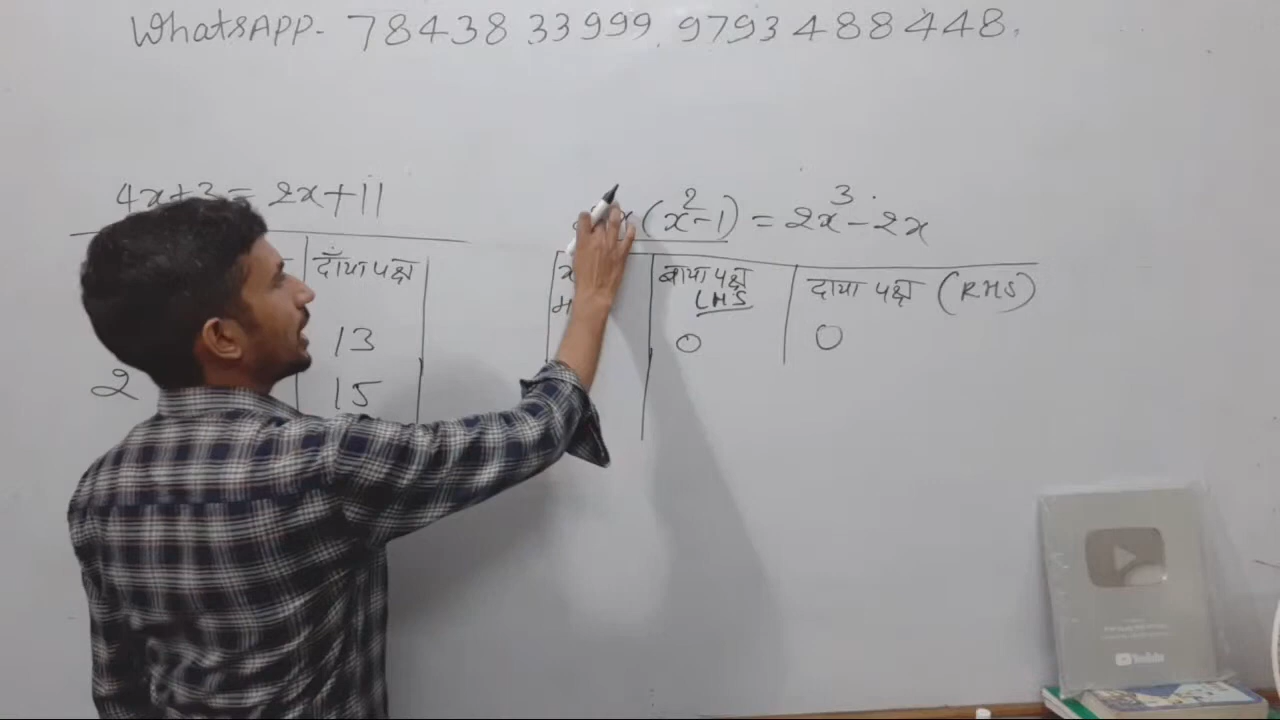 WhatsAPP- 78438 33999, 9793488448.
4x+3 = 2x+11
दाँया पक्ष
13
2
15
(x²-1) = 2x³-2x
x बाया पक्ष LHS दाया पक्ष (RHS)
0 0
YouTube